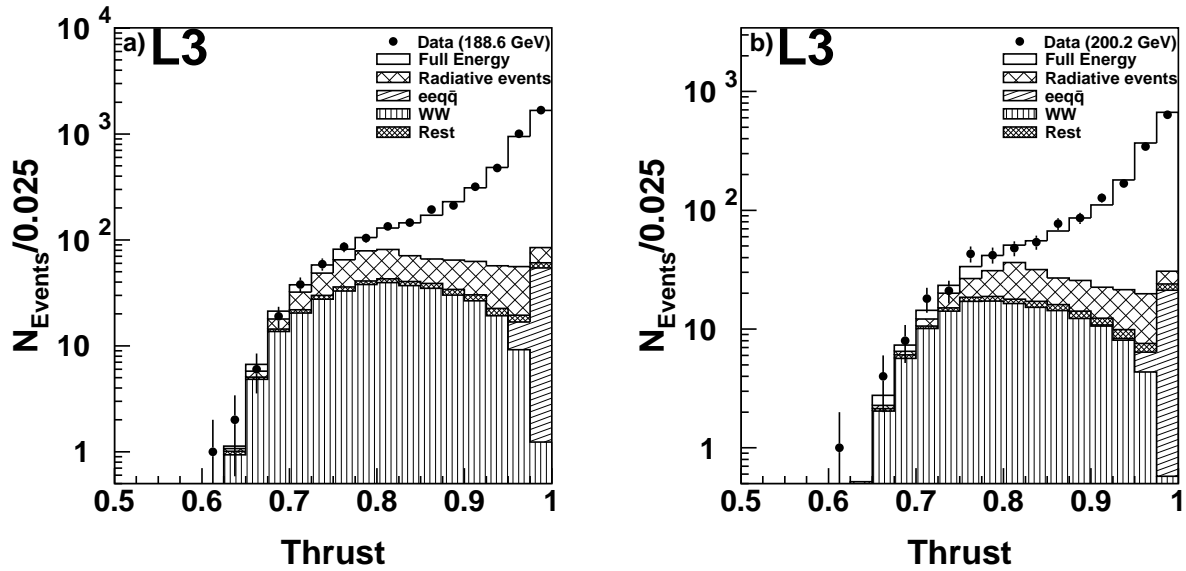 a) L3
Data (188.6 GeV)
Full Energy
Radiative events
eeqq̄
WW
Rest
N_Events/0.025
10^4
10^3
10^2
10
1
0.5 0.6 0.7 0.8 0.9 1
Thrust
b) L3
Data (200.2 GeV)
Full Energy
Radiative events
eeqq̄
WW
Rest
N_Events/0.025
10^3
10^2
10
1
0.5 0.6 0.7 0.8 0.9 1
Thrust